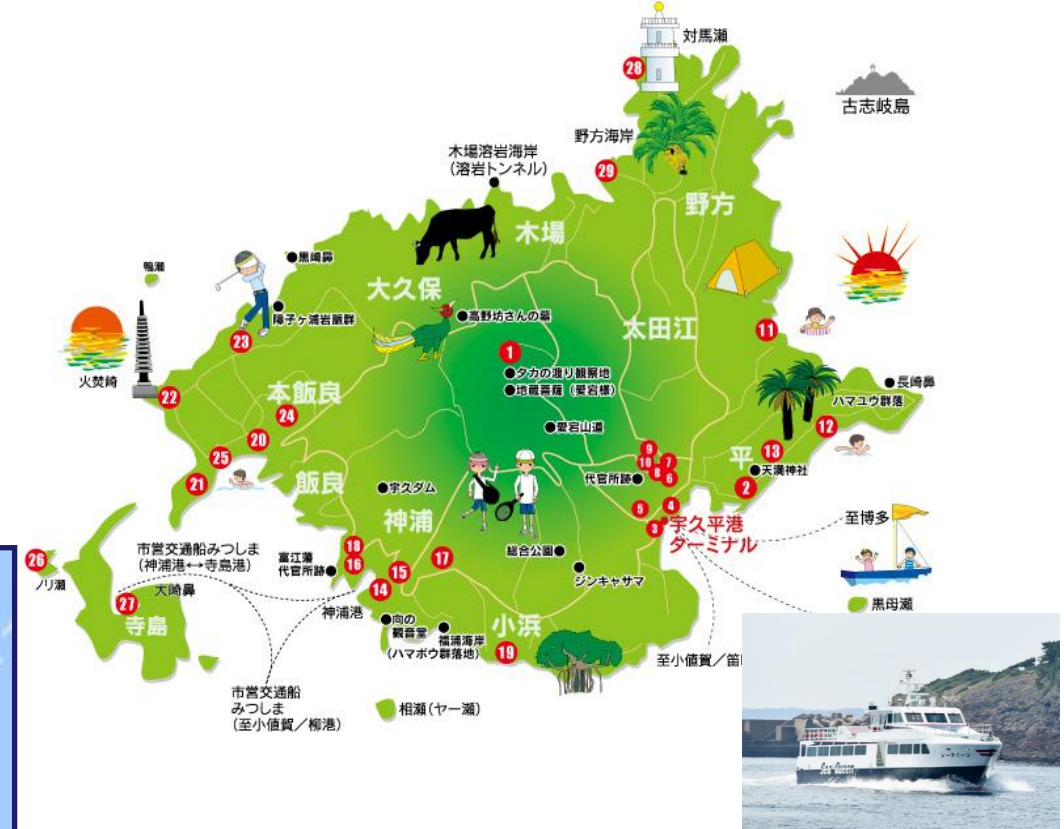 対馬瀬
28
古志岐島
野方海岸
木場溶岩海岸
(溶岩トンネル)
29
野方
木場
黒崎鼻
鴨瀬
大久保
障子ヶ浦岩脈群
高野坊さんの墓
太田江
11
23
火焚崎
1
タカの渡り観察地
地蔵菩薩(愛宕様)
長崎鼻
22
本飯良
24
ハマユウ群落
12
愛宕山道
20
25
9
10
7
8
6
平
13
天満神社
代官所跡
21
飯良
宇久ダム
2
5
4
3
宇久平港
ターミナル
至博多
神浦
市営交通船みつしま
(神浦港↔寺島港)
18
富江藩
代官所跡
16
17
総合公園
26
ノリ瀬
大崎鼻
15
14
ジンキャサマ
27
寺島
神浦港
向の
観音堂
福浦海岸
(ハマボウ群落地)
小浜
19
黒母瀬
至小値賀/笛
市営交通船
みつしま
(至小値賀/柳港)
相瀬(ヤー瀬)
シークイーン
Sea Queen